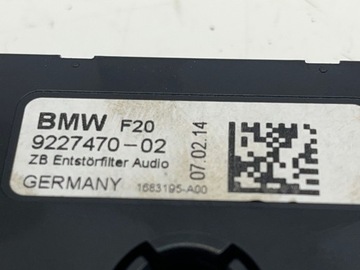 BMW F20
9227470-02
ZB Entstörfilter Audio
GERMANY 1683195-A00
07.02.14